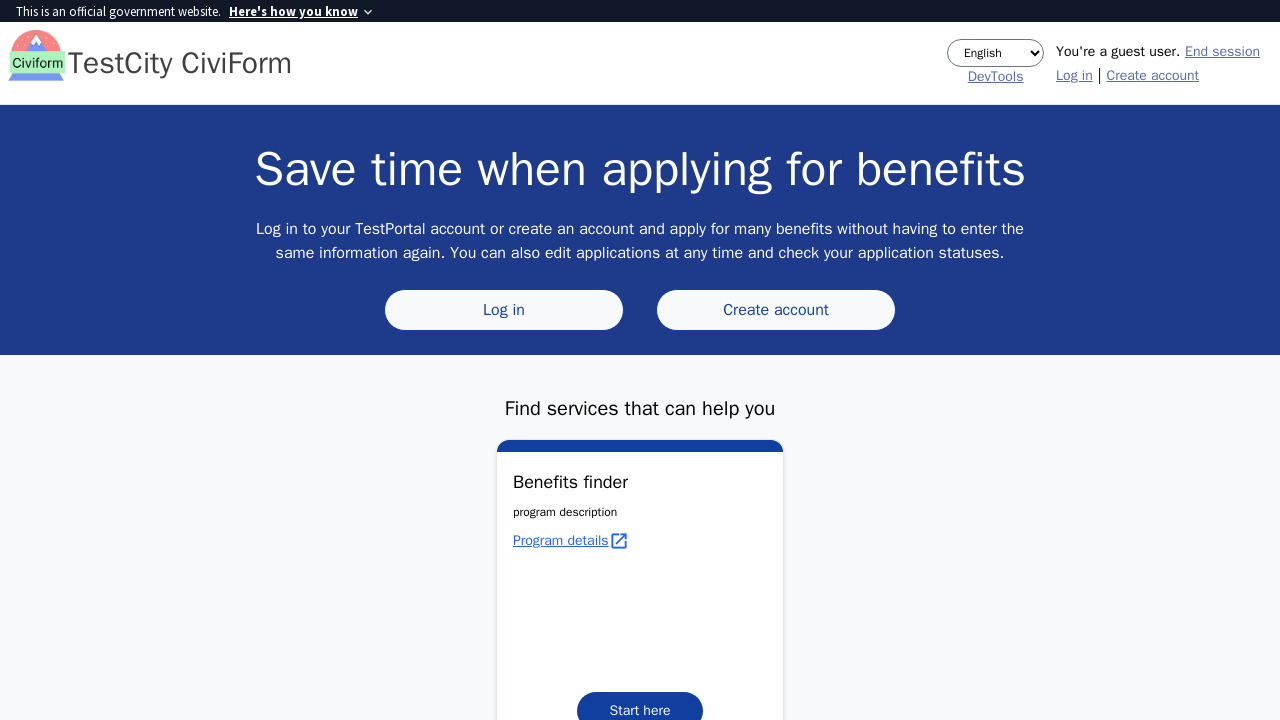 This is an official government website. Here's how you know
Civiform
TestCity CiviForm
English
DevTools
You're a guest user. End session
Log in | Create account
Save time when applying for benefits
Log in to your TestPortal account or create an account and apply for many benefits without having to enter the
same information again. You can also edit applications at any time and check your application statuses.
Log in
Create account
Find services that can help you
Benefits finder
program description
Program details
Start here